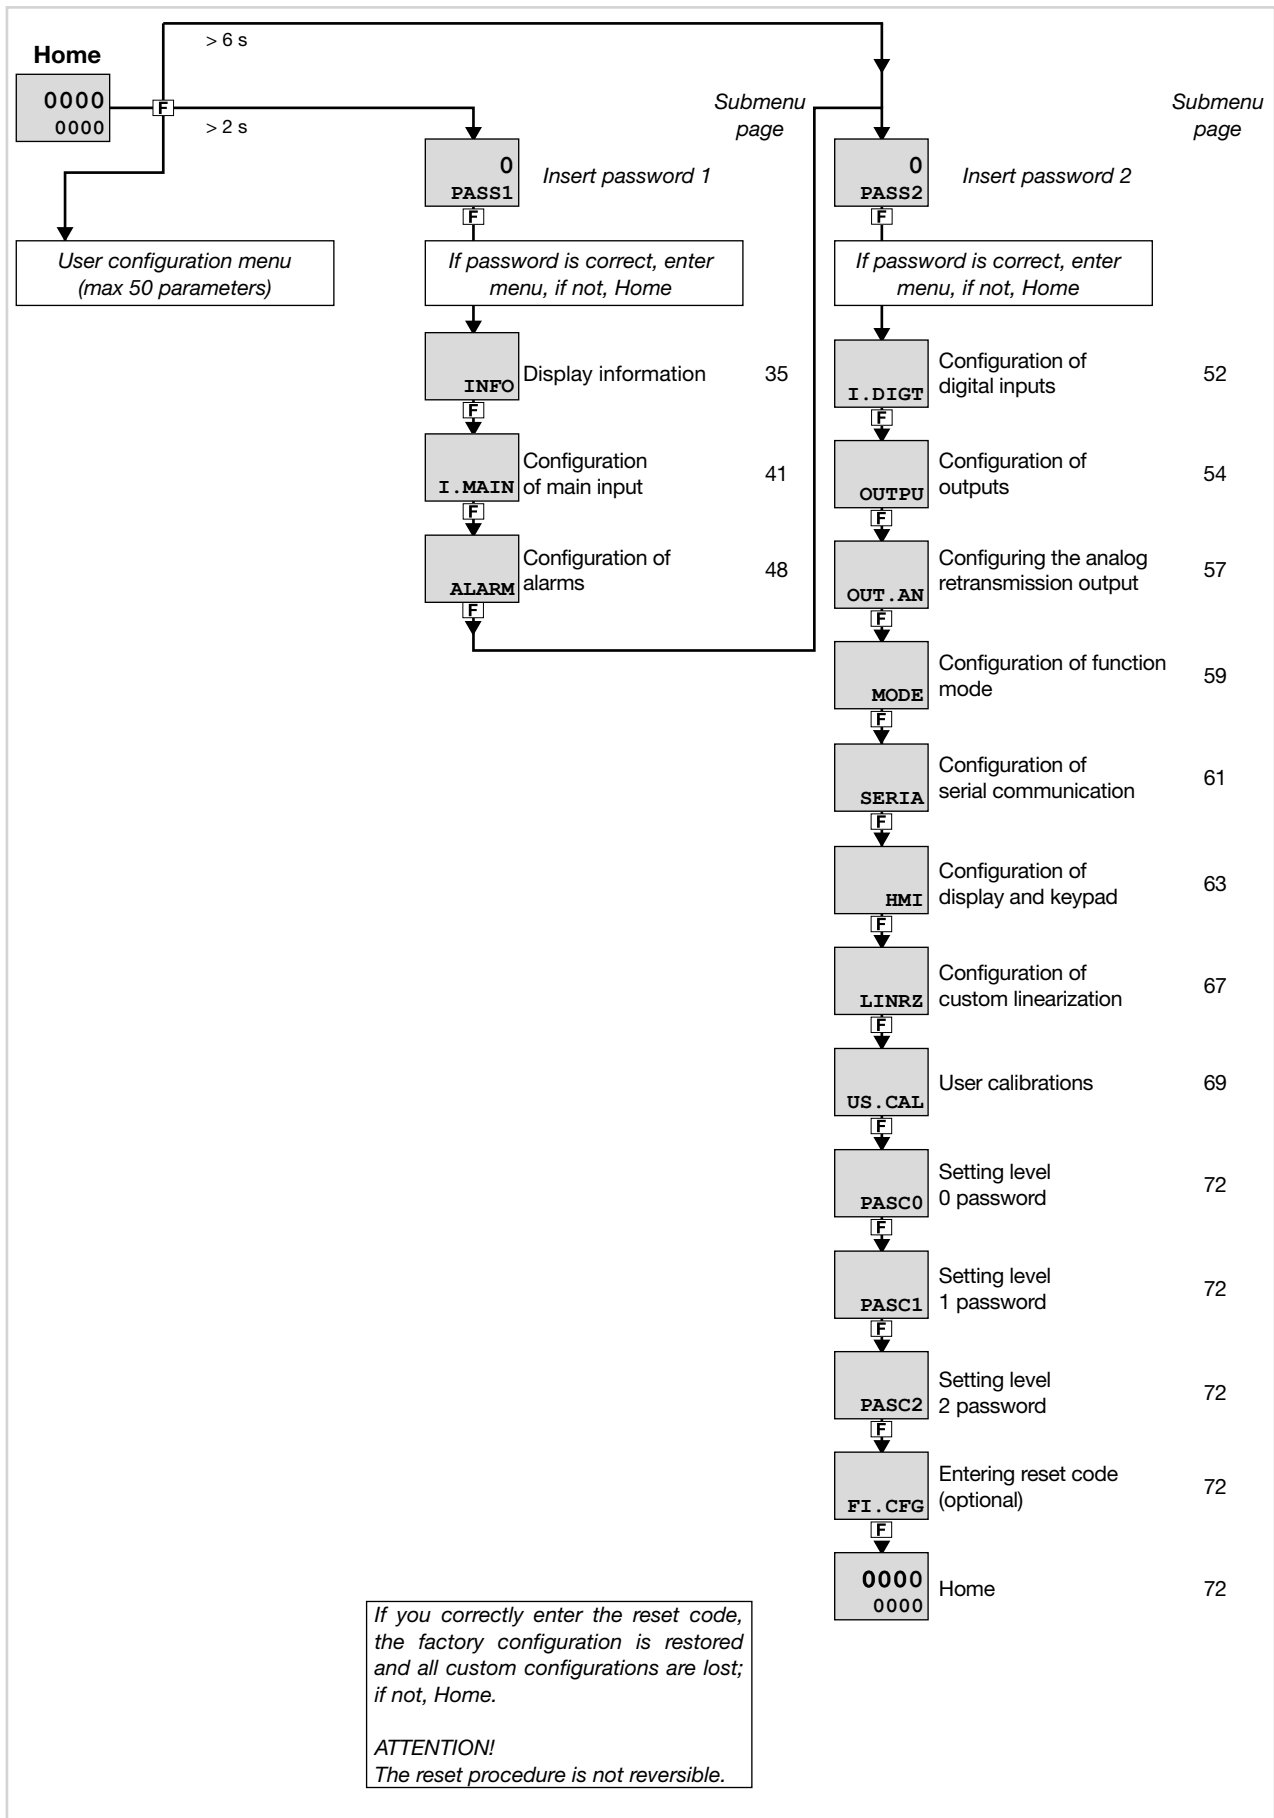 > 6 s
Home
0000
0000
F
> 2 s
Submenu
page
Submenu
page
0
PASS1
F
Insert password 1
0
PASS2
F
Insert password 2
User configuration menu
(max 50 parameters)
If password is correct, enter
menu, if not, Home
If password is correct, enter
menu, if not, Home
INFO
F
Display information
35
I.MAIN
F
Configuration
of main input
41
ALARM
F
Configuration of
alarms
48
I.DIGT
F
Configuration of
digital inputs
52
OUTPU
F
Configuration of
outputs
54
OUT.AN
F
Configuring the analog
retransmission output
57
MODE
F
Configuration of function
mode
59
SERIA
F
Configuration of
serial communication
61
HMI
F
Configuration of
display and keypad
63
LINRZ
F
Configuration of
custom linearization
67
US.CAL
F
User calibrations
69
PASC0
F
Setting level
0 password
72
PASC1
F
Setting level
1 password
72
PASC2
F
Setting level
2 password
72
FI.CFG
F
Entering reset code
(optional)
72
0000
0000
Home
72
If you correctly enter the reset code,
the factory configuration is restored
and all custom configurations are lost;
if not, Home.
ATTENTION!
The reset procedure is not reversible.